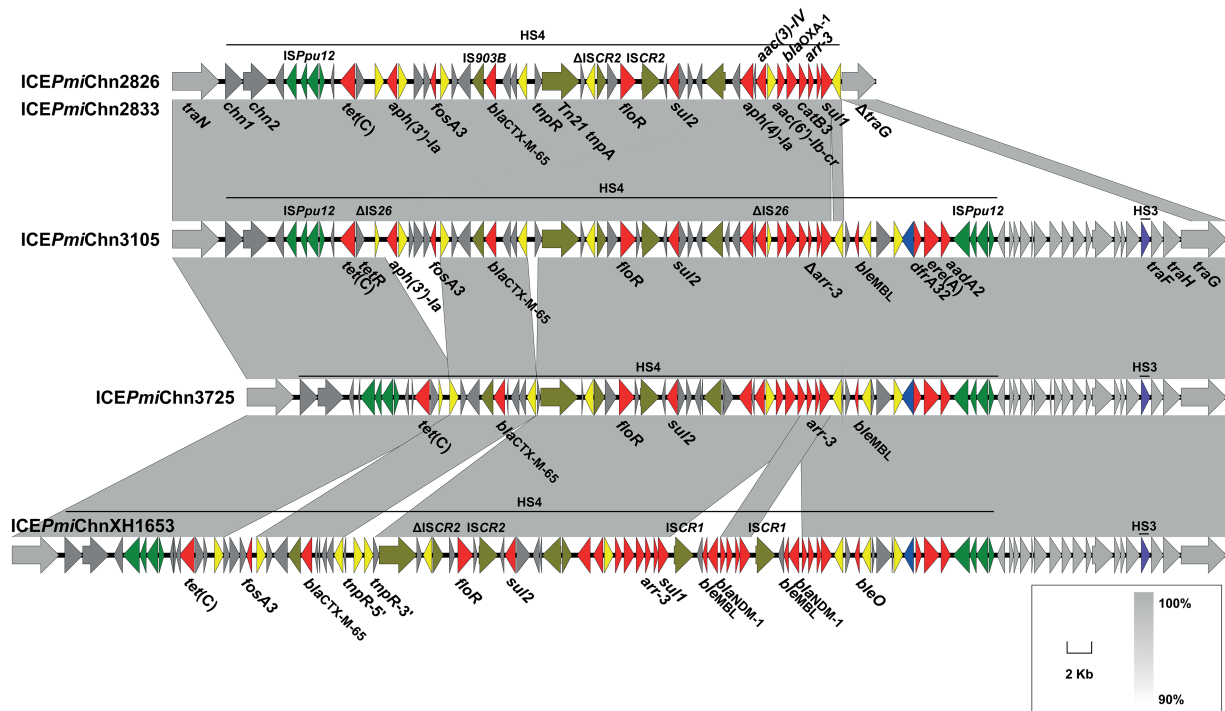 HS4
ISPpu12
IS903B
ΔISCR2
ISCR2
aac(3)-IV
blaOXA-1
arr-3
ICEPmiChn2826
ICEPmiChn2833
traN
chn1
chn2
tet(C)
aph(3')-Ia
fosA3
blaCTX-M-65
tnpR
Tn21 tnpA
floR
sul2
aph(4)-Ia
aac(6')-Ib-cr
catB3
sul1
ΔtraG
HS4
ISPpu12
ΔIS26
ΔIS26
ISPpu12
HS3
ICEPmiChn3105
tet(C)
tetR
aph(3')-Ia
fosA3
blaCTX-M-65
floR
sul2
Δarr-3
bleMBL
dfrA32
ere(A)
aadA2
traF
traH
traG
HS4
HS3
ICEPmiChn3725
tet(C)
blaCTX-M-65
floR
sul2
arr-3
bleMBL
HS4
ICEPmiChnXH1653
ΔISCR2
ISCR2
ISCR1
ISCR1
HS3
tet(C)
fosA3
blaCTX-M-65
tnpR-5'
tnpR-3'
floR
sul2
arr-3
sul1
bleMBL
blaNDM-1
bleMBL
blaNDM-1
bleO
2 Kb
100%
90%